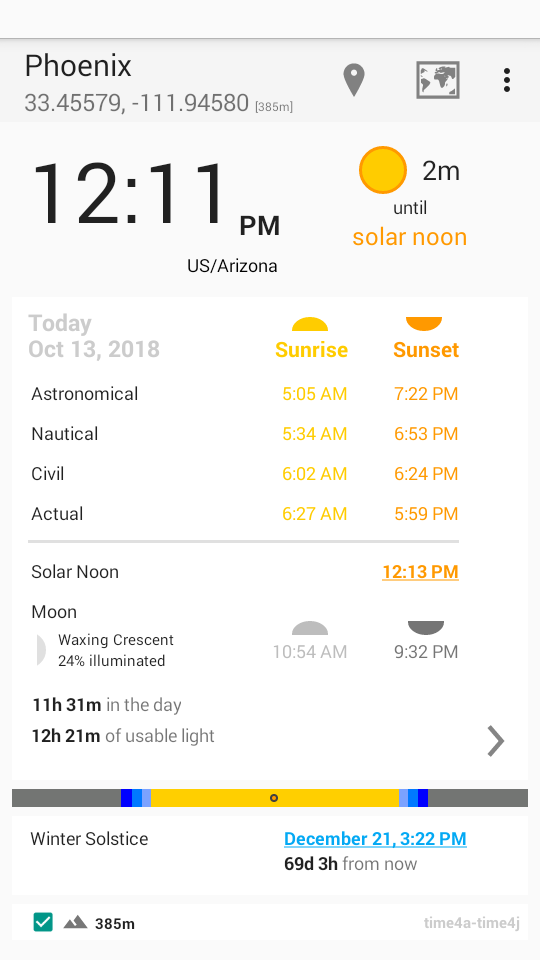 Phoenix
33.45579, -111.94580 [385m]
12:11 PM
US/Arizona
2m
until
solar noon
Today
Oct 13, 2018
Sunrise Sunset
Astronomical 5:05 AM 7:22 PM
Nautical 5:34 AM 6:53 PM
Civil 6:02 AM 6:24 PM
Actual 6:27 AM 5:59 PM
Solar Noon 12:13 PM
Moon
Waxing Crescent
24% illuminated
10:54 AM 9:32 PM
11h 31m in the day
12h 21m of usable light
Winter Solstice December 21, 3:22 PM
69d 3h from now
385m time4a-time4j